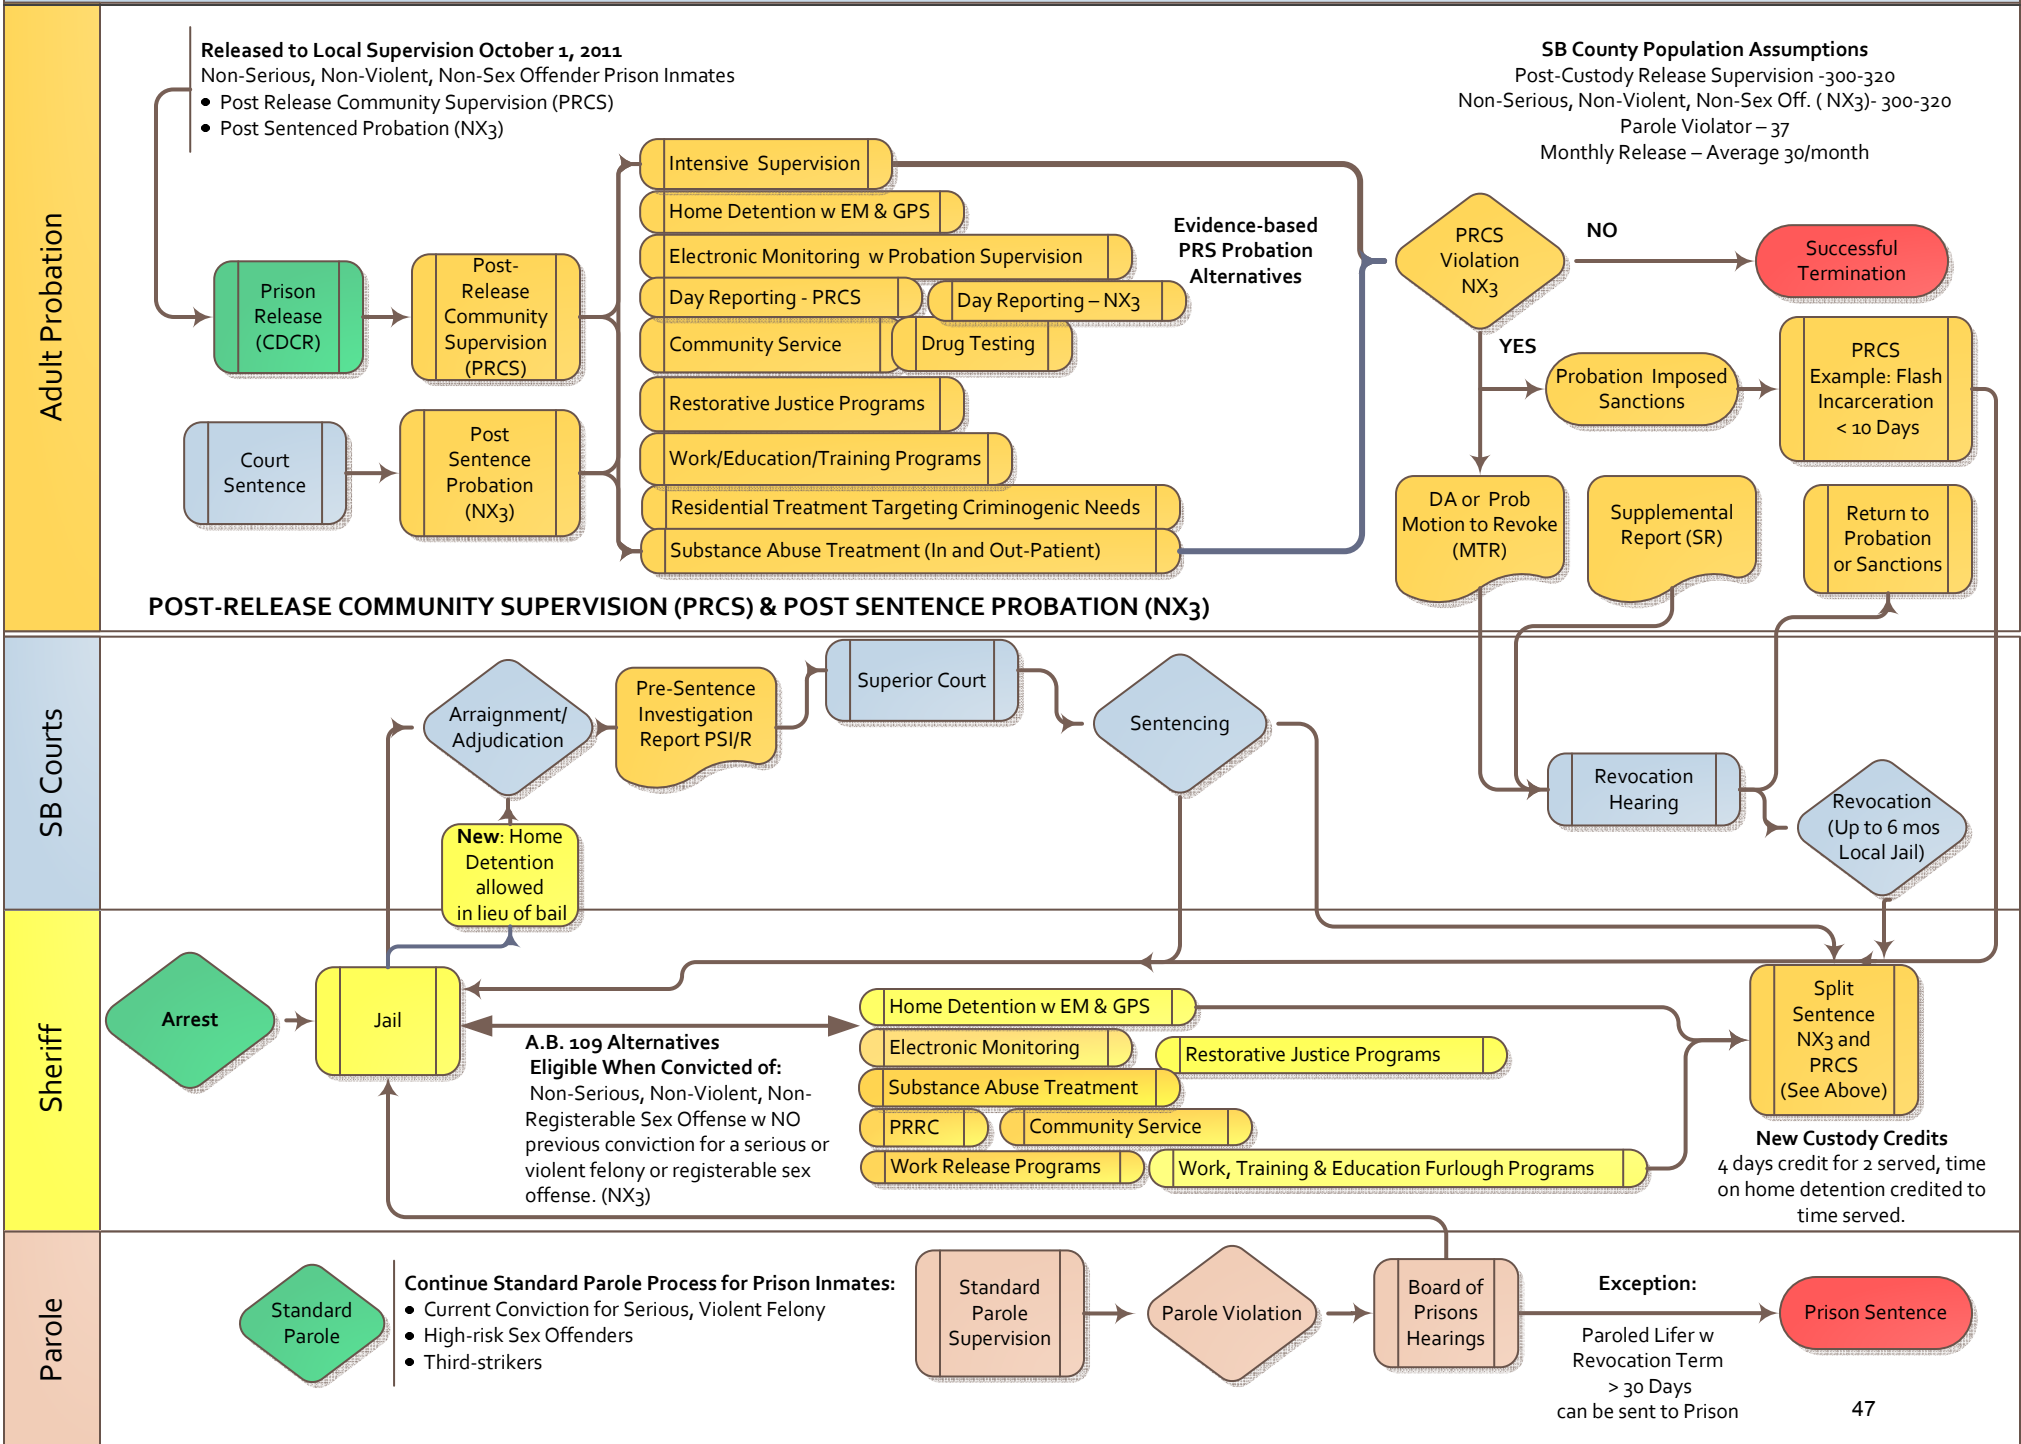 Adult Probation
Released to Local Supervision October 1, 2011
Non-Serious, Non-Violent, Non-Sex Offender Prison Inmates
• Post Release Community Supervision (PRCS)
• Post Sentenced Probation (NX3)
SB County Population Assumptions
Post-Custody Release Supervision -300-320
Non-Serious, Non-Violent, Non-Sex Off. ( NX3)- 300-320
Parole Violator – 37
Monthly Release – Average 30/month
Prison
Release
(CDCR)
Post-
Release
Community
Supervision
(PRCS)
Court
Sentence
Post
Sentence
Probation
(NX3)
Intensive Supervision
Home Detention w EM & GPS
Electronic Monitoring w Probation Supervision
Day Reporting - PRCS
Day Reporting – NX3
Community Service
Drug Testing
Restorative Justice Programs
Work/Education/Training Programs
Residential Treatment Targeting Criminogenic Needs
Substance Abuse Treatment (In and Out-Patient)
Evidence-based
PRS Probation
Alternatives
PRCS
Violation
NX3
NO
Successful
Termination
YES
Probation Imposed
Sanctions
PRCS
Example: Flash
Incarceration
< 10 Days
DA or Prob
Motion to Revoke
(MTR)
Supplemental
Report (SR)
Return to
Probation
or Sanctions
POST-RELEASE COMMUNITY SUPERVISION (PRCS) & POST SENTENCE PROBATION (NX3)
SB Courts
Arraignment/
Adjudication
Pre-Sentence
Investigation
Report PSI/R
Superior Court
Sentencing
Revocation
Hearing
Revocation
(Up to 6 mos
Local Jail)
New: Home
Detention
allowed
in lieu of bail
Sheriff
Arrest
Jail
A.B. 109 Alternatives
Eligible When Convicted of:
Non-Serious, Non-Violent, Non-
Registerable Sex Offense w NO
previous conviction for a serious or
violent felony or registerable sex
offense. (NX3)
Home Detention w EM & GPS
Electronic Monitoring
Restorative Justice Programs
Substance Abuse Treatment
PRRC
Community Service
Work Release Programs
Work, Training & Education Furlough Programs
Split
Sentence
NX3 and
PRCS
(See Above)
New Custody Credits
4 days credit for 2 served, time
on home detention credited to
time served.
Parole
Standard
Parole
Continue Standard Parole Process for Prison Inmates:
• Current Conviction for Serious, Violent Felony
• High-risk Sex Offenders
• Third-strikers
Standard
Parole
Supervision
Parole Violation
Board of
Prisons
Hearings
Exception:
Paroled Lifer w
Revocation Term
> 30 Days
can be sent to Prison
Prison Sentence
47